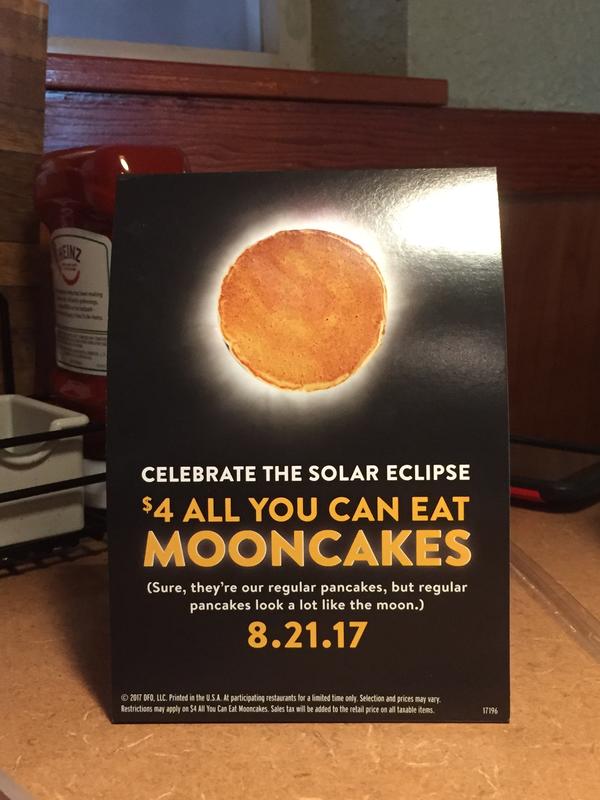 HEINZ
CELEBRATE THE SOLAR ECLIPSE
$4 ALL YOU CAN EAT
MOONCAKES
(Sure, they're our regular pancakes, but regular
pancakes look a lot like the moon.)
8.21.17
© 2017 DFO, LLC. Printed in the U.S.A. At participating restaurants for a limited time only. Selection and prices may vary.
Restrictions may apply on $4 All You Can Eat Mooncakes. Sales tax will be added to the retail price on all taxable items.
17196